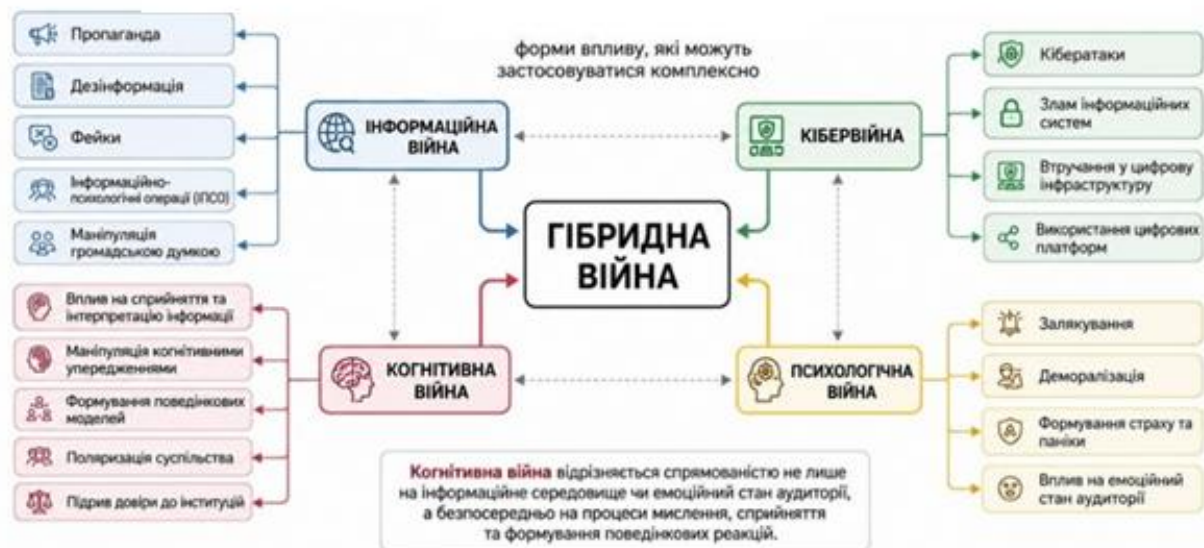 форми впливу, які можуть
застосовуватися комплексно
Пропаганда
Дезінформація
Фейки
Інформаційно-
психологічні операції (ІПСО)
Маніпуляція
громадською думкою
ІНФОРМАЦІЙНА
ВІЙНА
КІБЕРВІЙНА
Кібератаки
Злам інформаційних
систем
Втручання у цифрову
інфраструктуру
Використання цифрових
платформ
ГІБРИДНА
ВІЙНА
Вплив на сприйняття та
інтерпретацію інформації
Маніпуляція когнітивними
упередженнями
Формування поведінкових
моделей
Поляризація суспільства
Підрив довіри до інституцій
КОГНІТИВНА
ВІЙНА
ПСИХОЛОГІЧНА
ВІЙНА
Залякування
Деморалізація
Формування страху та
паніки
Вплив на емоційний
стан аудиторії
Когнітивна війна відрізняється спрямованістю не лише
на інформаційне середовище чи емоційний стан аудиторії,
а безпосередньо на процеси мислення, сприйняття
та формування поведінкових реакцій.